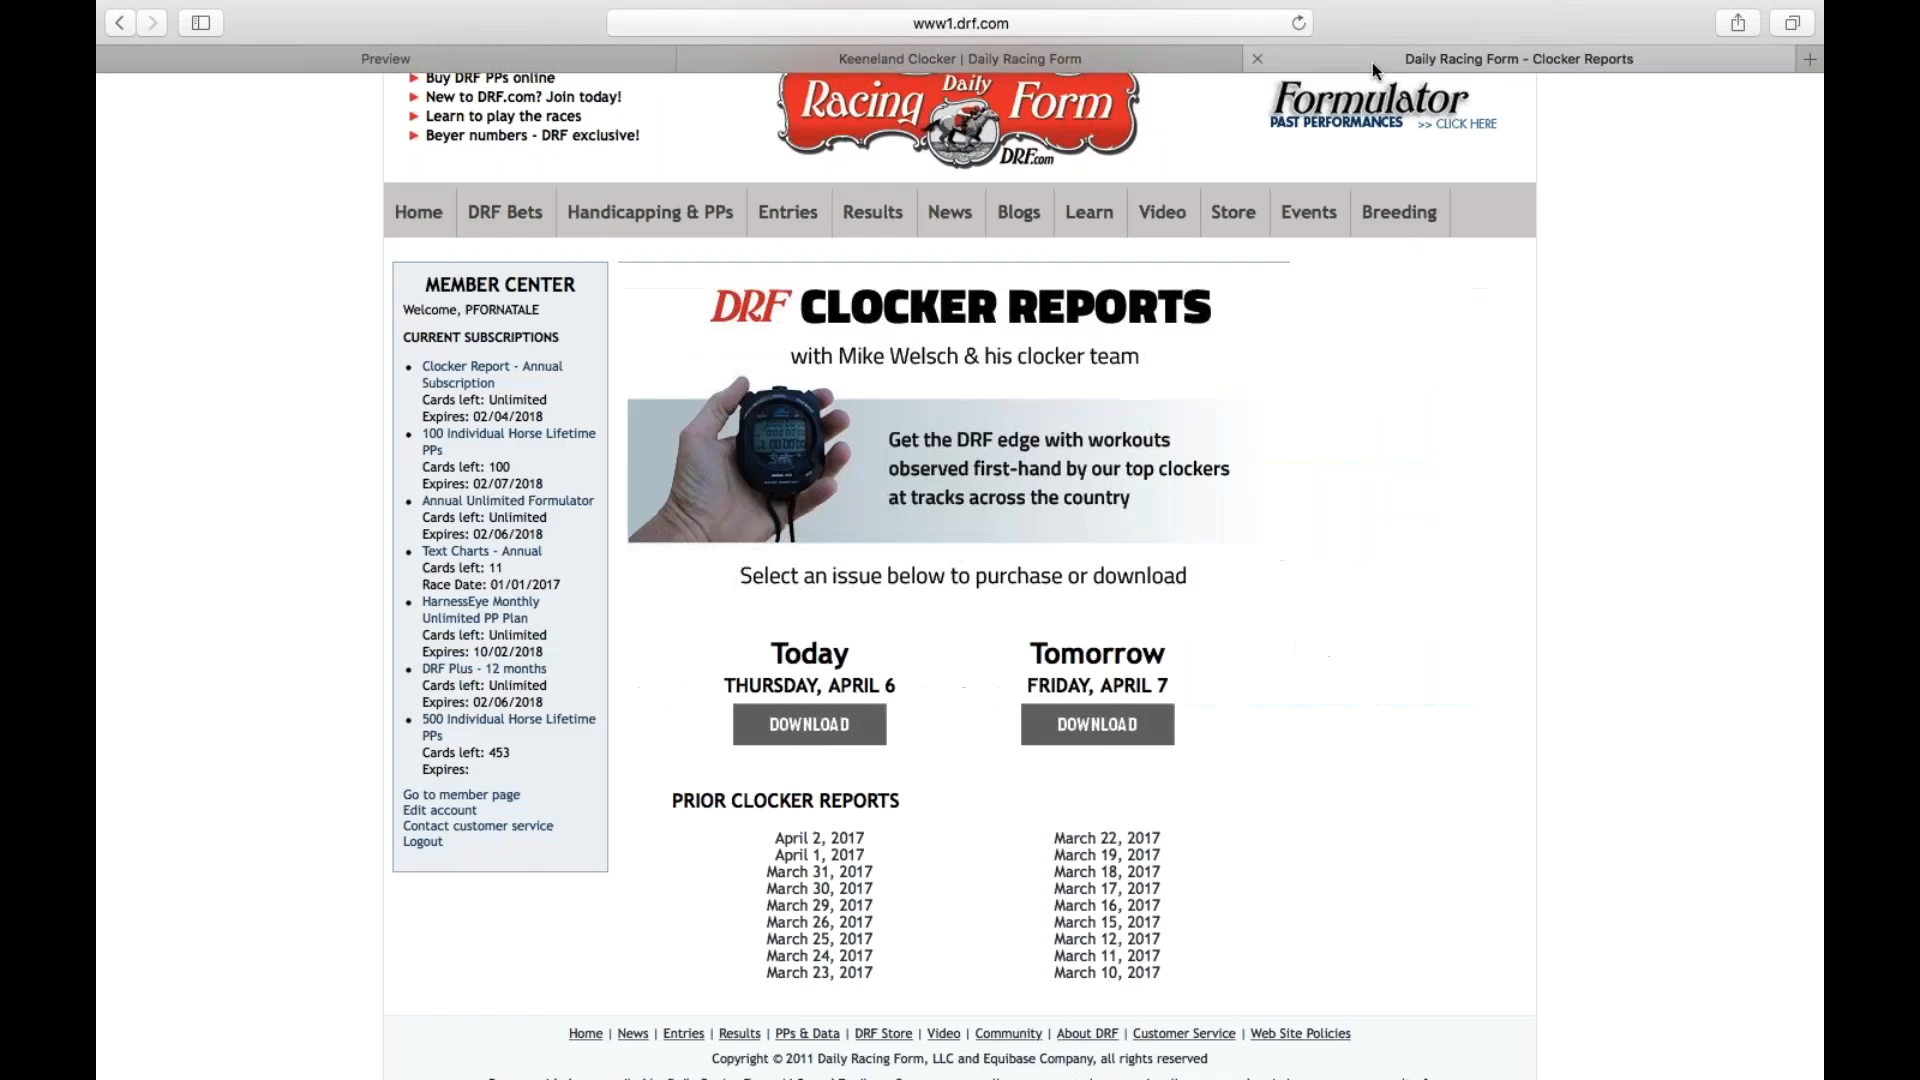 www1.drf.com
Preview
Keeneland Clocker | Daily Racing Form
Daily Racing Form - Clocker Reports
Buy DRF PPs online
New to DRF.com? Join today!
Learn to play the races
Beyer numbers - DRF exclusive!
Daily
Racing Form
DRF.com
Formulator
PAST PERFORMANCES >> CLICK HERE
Home DRF Bets Handicapping & PPs Entries Results News Blogs Learn Video Store Events Breeding
MEMBER CENTER
Welcome, PFORNATALE
CURRENT SUBSCRIPTIONS
Clocker Report - Annual
Subscription
Cards left: Unlimited
Expires: 02/04/2018
100 Individual Horse Lifetime
PPs
Cards left: 100
Expires: 02/07/2018
Annual Unlimited Formulator
Cards left: Unlimited
Expires: 02/06/2018
Text Charts - Annual
Cards left: 11
Race Date: 01/01/2017
HarnessEye Monthly
Unlimited PP Plan
Cards left: Unlimited
Expires: 10/02/2018
DRF Plus - 12 months
Cards left: Unlimited
Expires: 02/06/2018
500 Individual Horse Lifetime
PPs
Cards left: 453
Expires:
Go to member page
Edit account
Contact customer service
Logout
DRF CLOCKER REPORTS
with Mike Welsch & his clocker team
Get the DRF edge with workouts
observed first-hand by our top clockers
at tracks across the country
Select an issue below to purchase or download
Today
THURSDAY, APRIL 6
DOWNLOAD
Tomorrow
FRIDAY, APRIL 7
DOWNLOAD
PRIOR CLOCKER REPORTS
April 2, 2017
April 1, 2017
March 31, 2017
March 30, 2017
March 29, 2017
March 26, 2017
March 25, 2017
March 24, 2017
March 23, 2017
March 22, 2017
March 19, 2017
March 18, 2017
March 17, 2017
March 16, 2017
March 15, 2017
March 12, 2017
March 11, 2017
March 10, 2017
Home | News | Entries | Results | PPs & Data | DRF Store | Video | Community | About DRF | Customer Service | Web Site Policies
Copyright © 2011 Daily Racing Form, LLC and Equibase Company, all rights reserved